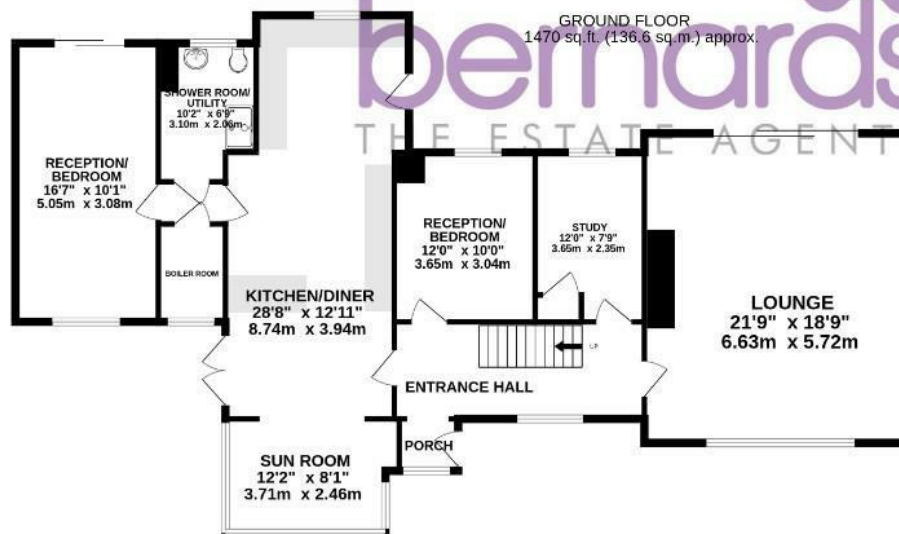 GROUND FLOOR
1470 sq.ft. (136.6 sq.m.) approx.
bernards
THE ESTATE AGENT
SHOWER ROOM/
UTILITY
10'2" x 6'9"
3.10m x 2.06m
RECEPTION/
BEDROOM
16'7" x 10'1"
5.05m x 3.08m
BOILER ROOM
KITCHEN/DINER
28'8" x 12'11"
8.74m x 3.94m
RECEPTION/
BEDROOM
12'0" x 10'0"
3.65m x 3.04m
STUDY
12'0" x 7'9"
3.65m x 2.35m
LOUNGE
21'9" x 18'9"
6.63m x 5.72m
UP
ENTRANCE HALL
PORCH
SUN ROOM
12'2" x 8'1"
3.71m x 2.46m